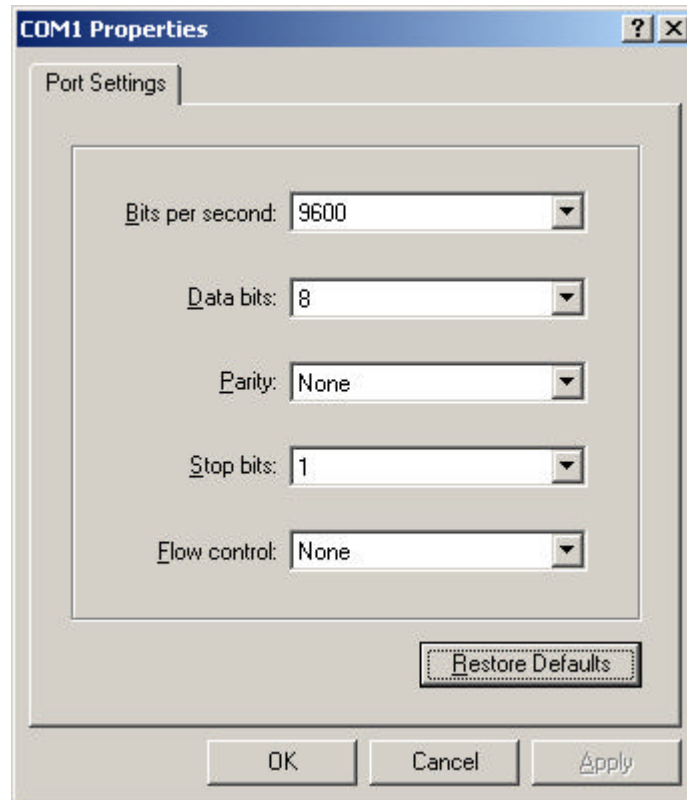 COM1 Properties
Port Settings
Bits per second: 9600
Data bits: 8
Parity: None
Stop bits: 1
Flow control: None
Restore Defaults
OK Cancel Apply